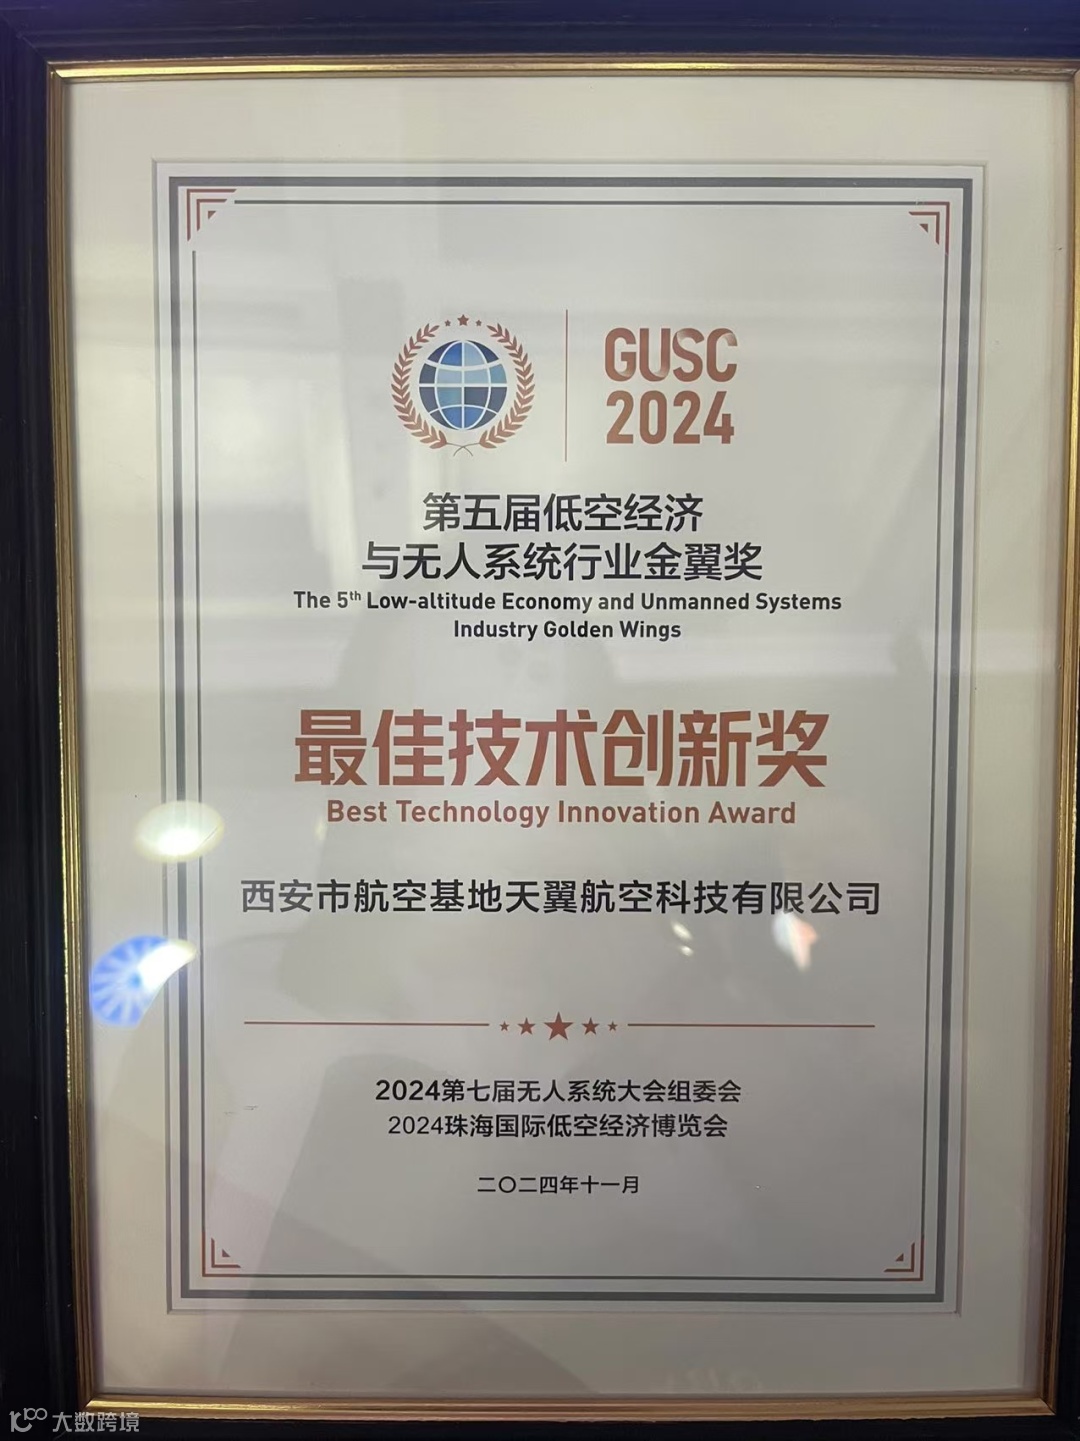 GUSC
2024
第五届低空经济
与无人系统行业金翼奖
The 5th Low-altitude Economy and Unmanned Systems
Industry Golden Wings
最佳技术创新奖
Best Technology Innovation Award
西安市航空基地天翼航空科技有限公司
2024第七届无人系统大会组委会
2024珠海国际低空经济博览会
二〇二四年十一月
大数跨境